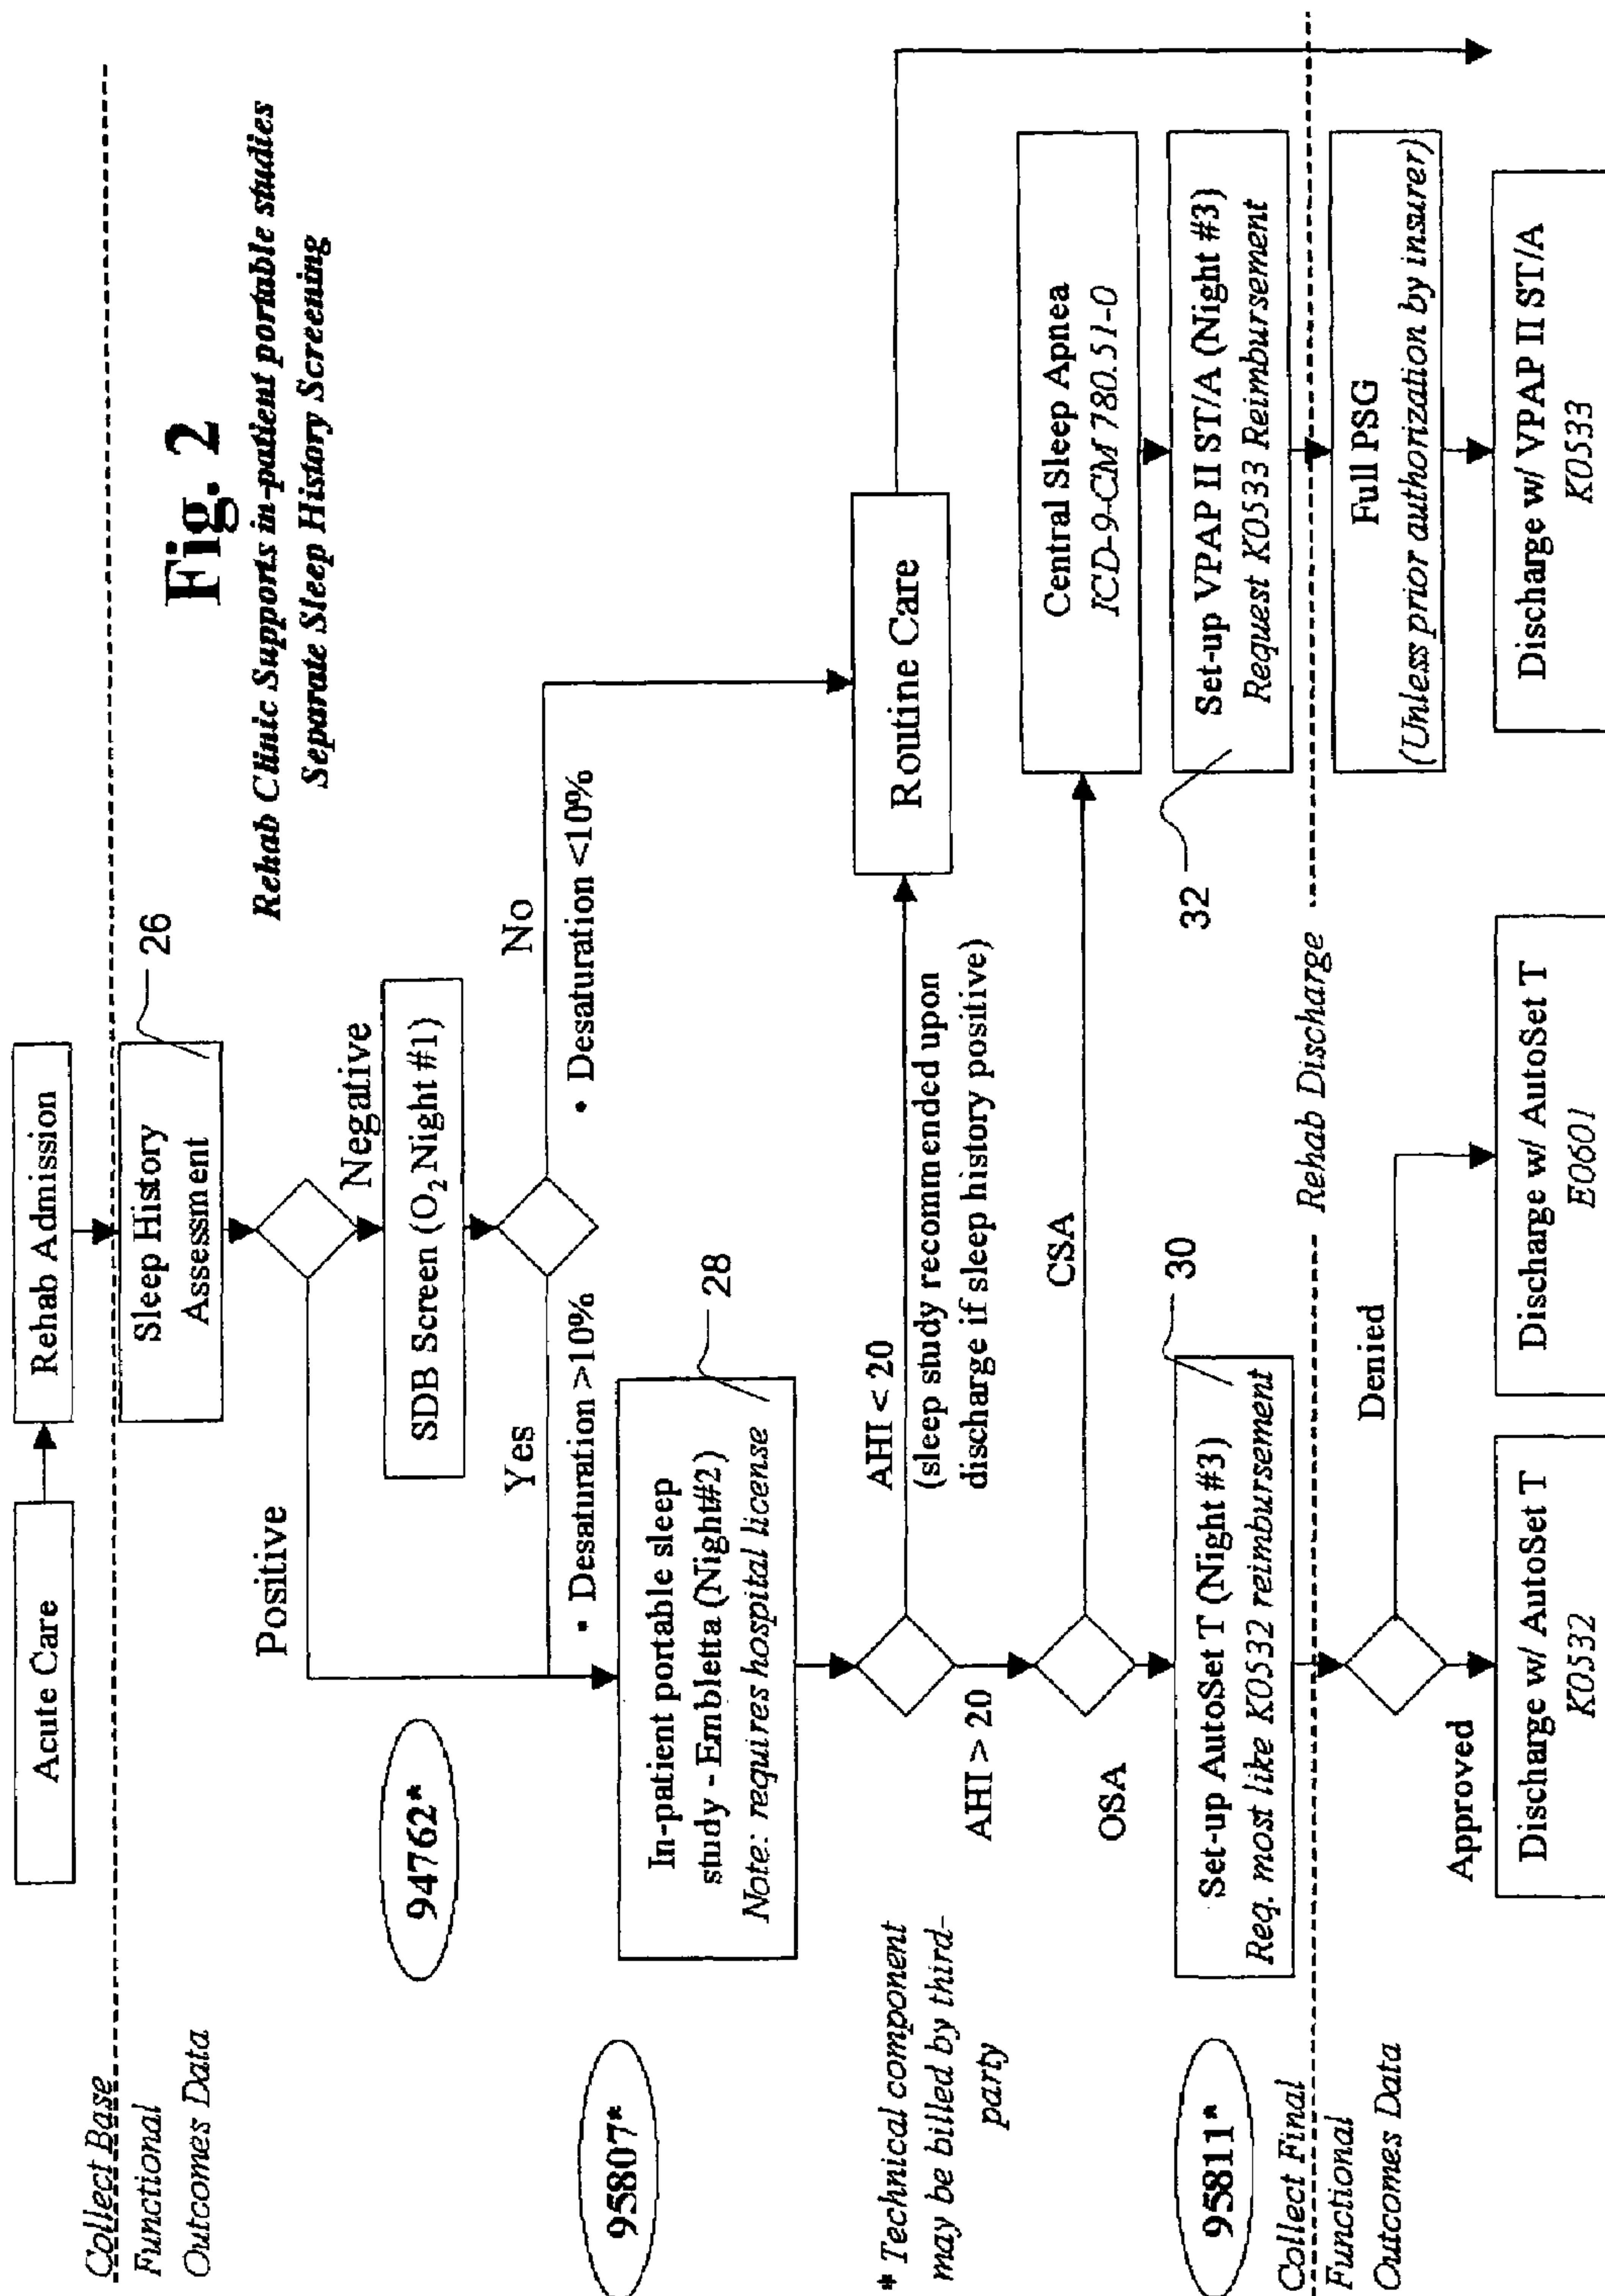 Fig. 2
Rehab Clinic Supports in-patient portable studies
Separate Sleep History Screening
Acute Care
Rehab Admission
Collect Base
Functional
Outcomes Data
Sleep History
Assessment
26
Positive
Negative
94762*
SDB Screen (O₂ Night #1)
Yes
No
• Desaturation >10%
• Desaturation <10%
95807*
In-patient portable sleep
study - Embletta (Night#2)
Note: requires hospital license
28
Routine Care
* Technical component
may be billed by third-
party
AHI < 20
(sleep study recommended upon
discharge if sleep history positive)
AHI > 20
CSA
OSA
Central Sleep Apnea
ICD-9-CM 780.51-0
95811*
Set-up AutoSet T (Night #3)
Req. most like K0532 reimbursement
30
32
Set-up VPAP II ST/A (Night #3)
Request K0533 Reimbursement
Collect Final
Functional
Outcomes Data
Rehab Discharge
Full PSG
(Unless prior authorization by insurer)
Approved
Denied
Discharge w/ AutoSet T
K0532
Discharge w/ AutoSet T
E0601
Discharge w/ VPAP II ST/A
K0533